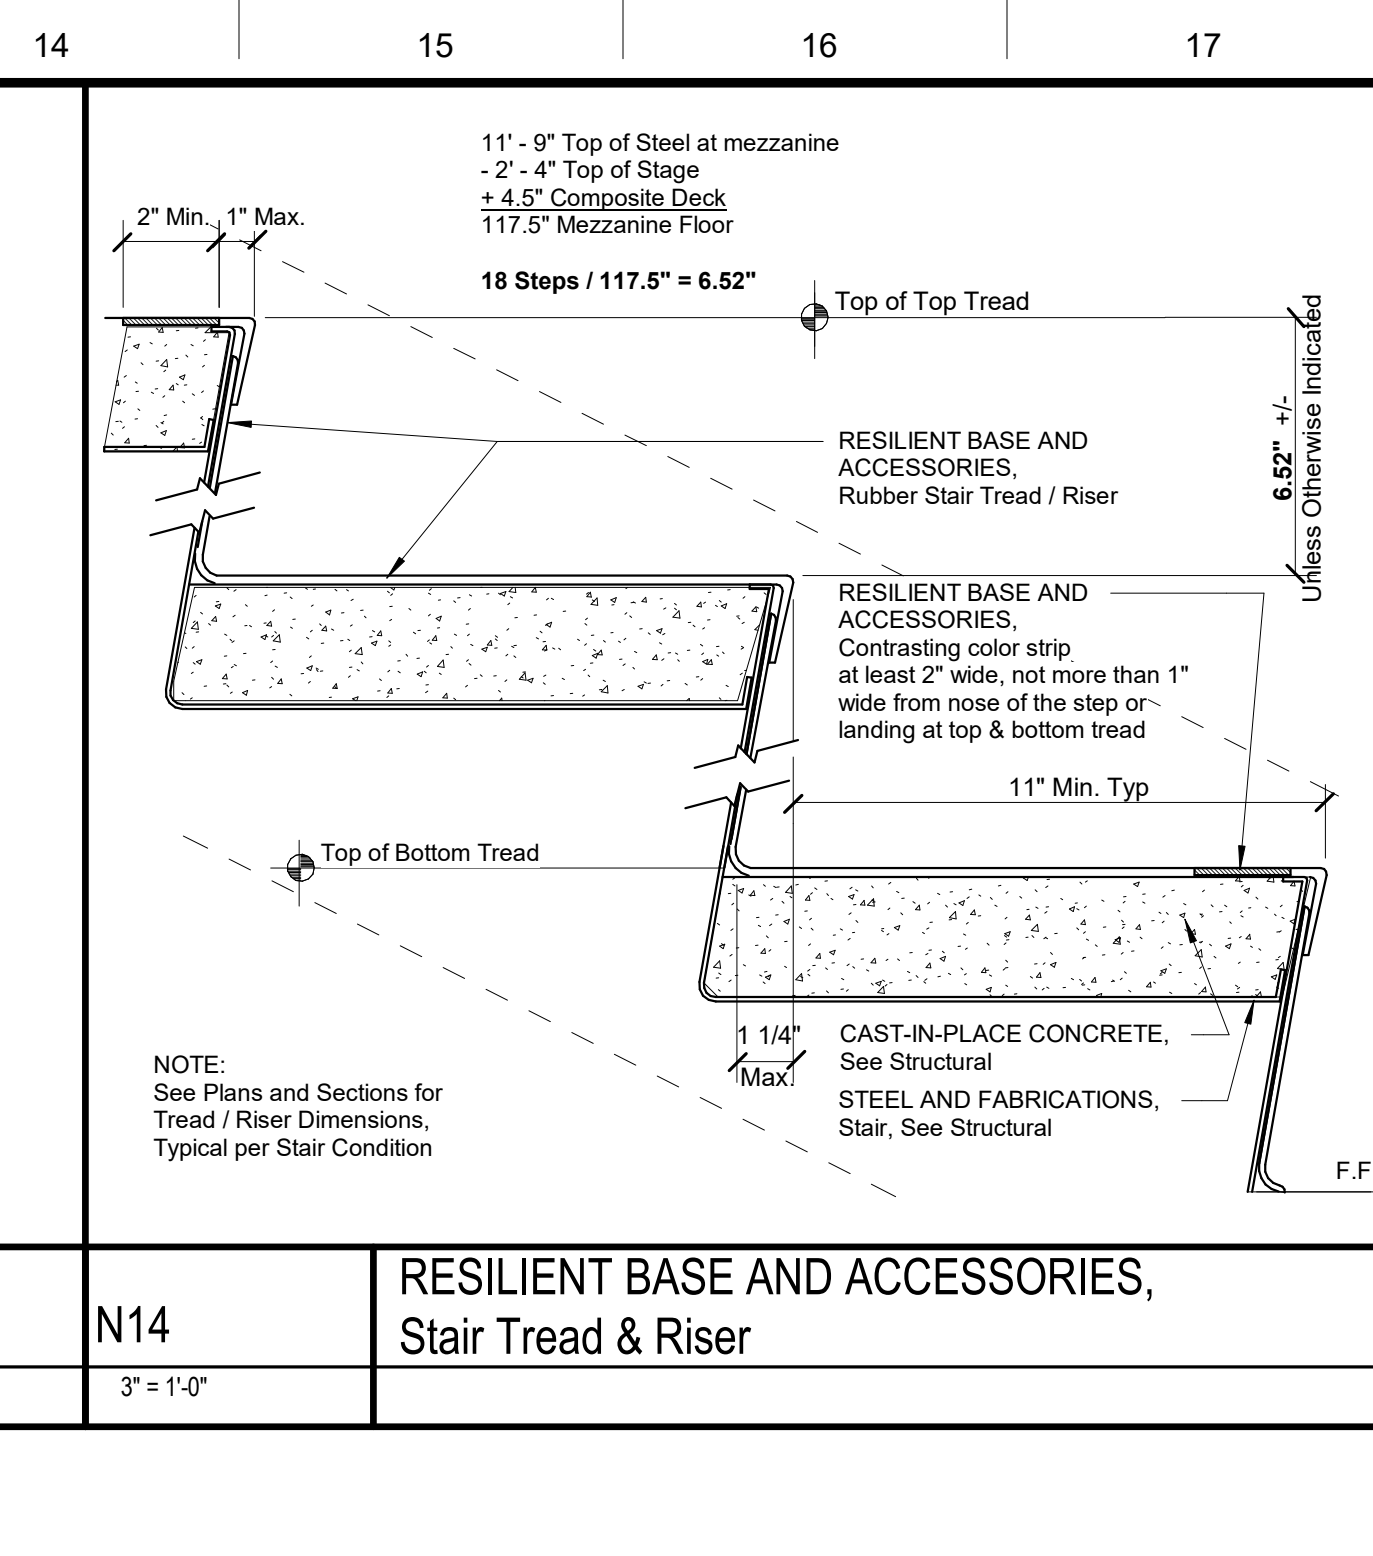 14
15
16
17
11' - 9" Top of Steel at mezzanine
- 2' - 4" Top of Stage
+ 4.5" Composite Deck
117.5" Mezzanine Floor
18 Steps / 117.5" = 6.52"
2" Min.
1" Max.
Top of Top Tread
6.52" +/-
Unless Otherwise Indicated
RESILIENT BASE AND
ACCESSORIES,
Rubber Stair Tread / Riser
RESILIENT BASE AND
ACCESSORIES,
Contrasting color strip
at least 2" wide, not more than 1"
wide from nose of the step or
landing at top & bottom tread
11" Min. Typ
Top of Bottom Tread
1 1/4"
Max.
CAST-IN-PLACE CONCRETE,
See Structural
STEEL AND FABRICATIONS,
Stair, See Structural
NOTE:
See Plans and Sections for
Tread / Riser Dimensions,
Typical per Stair Condition
F.F
N14
3" = 1'-0"
RESILIENT BASE AND ACCESSORIES,
Stair Tread & Riser